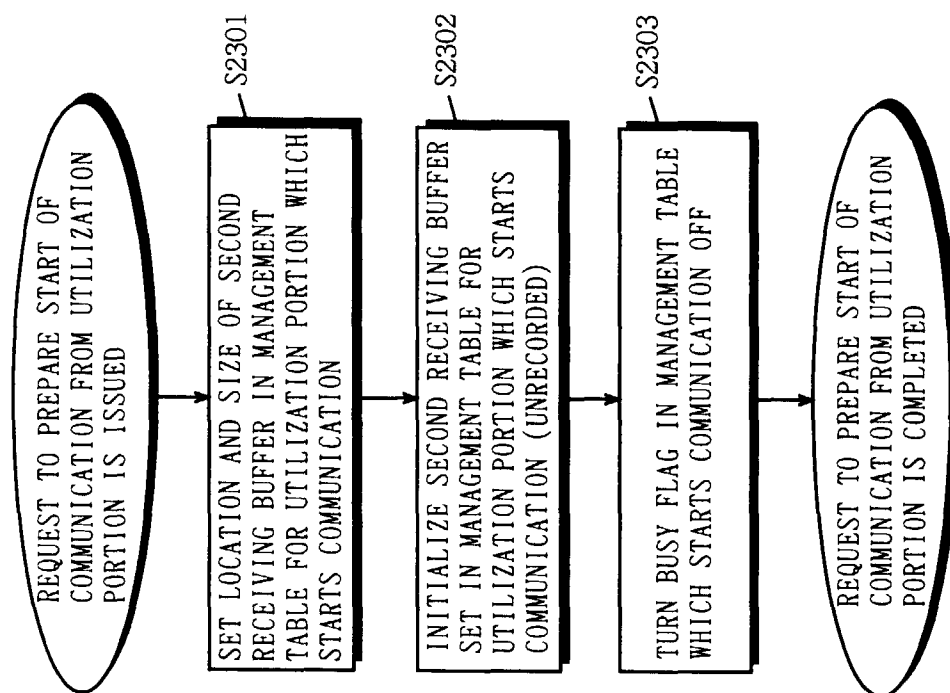 REQUEST TO PREPARE START OF
COMMUNICATION FROM UTILIZATION
PORTION IS ISSUED
S2301
SET LOCATION AND SIZE OF SECOND
RECEIVING BUFFER IN MANAGEMENT
TABLE FOR UTILIZATION PORTION WHICH
STARTS COMMUNICATION
S2302
INITIALIZE SECOND RECEIVING BUFFER
SET IN MANAGEMENT TABLE FOR
UTILIZATION PORTION WHICH STARTS
COMMUNICATION (UNRECORDED)
S2303
TURN BUSY FLAG IN MANAGEMENT TABLE
WHICH STARTS COMMUNICATION OFF
REQUEST TO PREPARE START OF
COMMUNICATION FROM UTILIZATION
PORTION IS COMPLETED